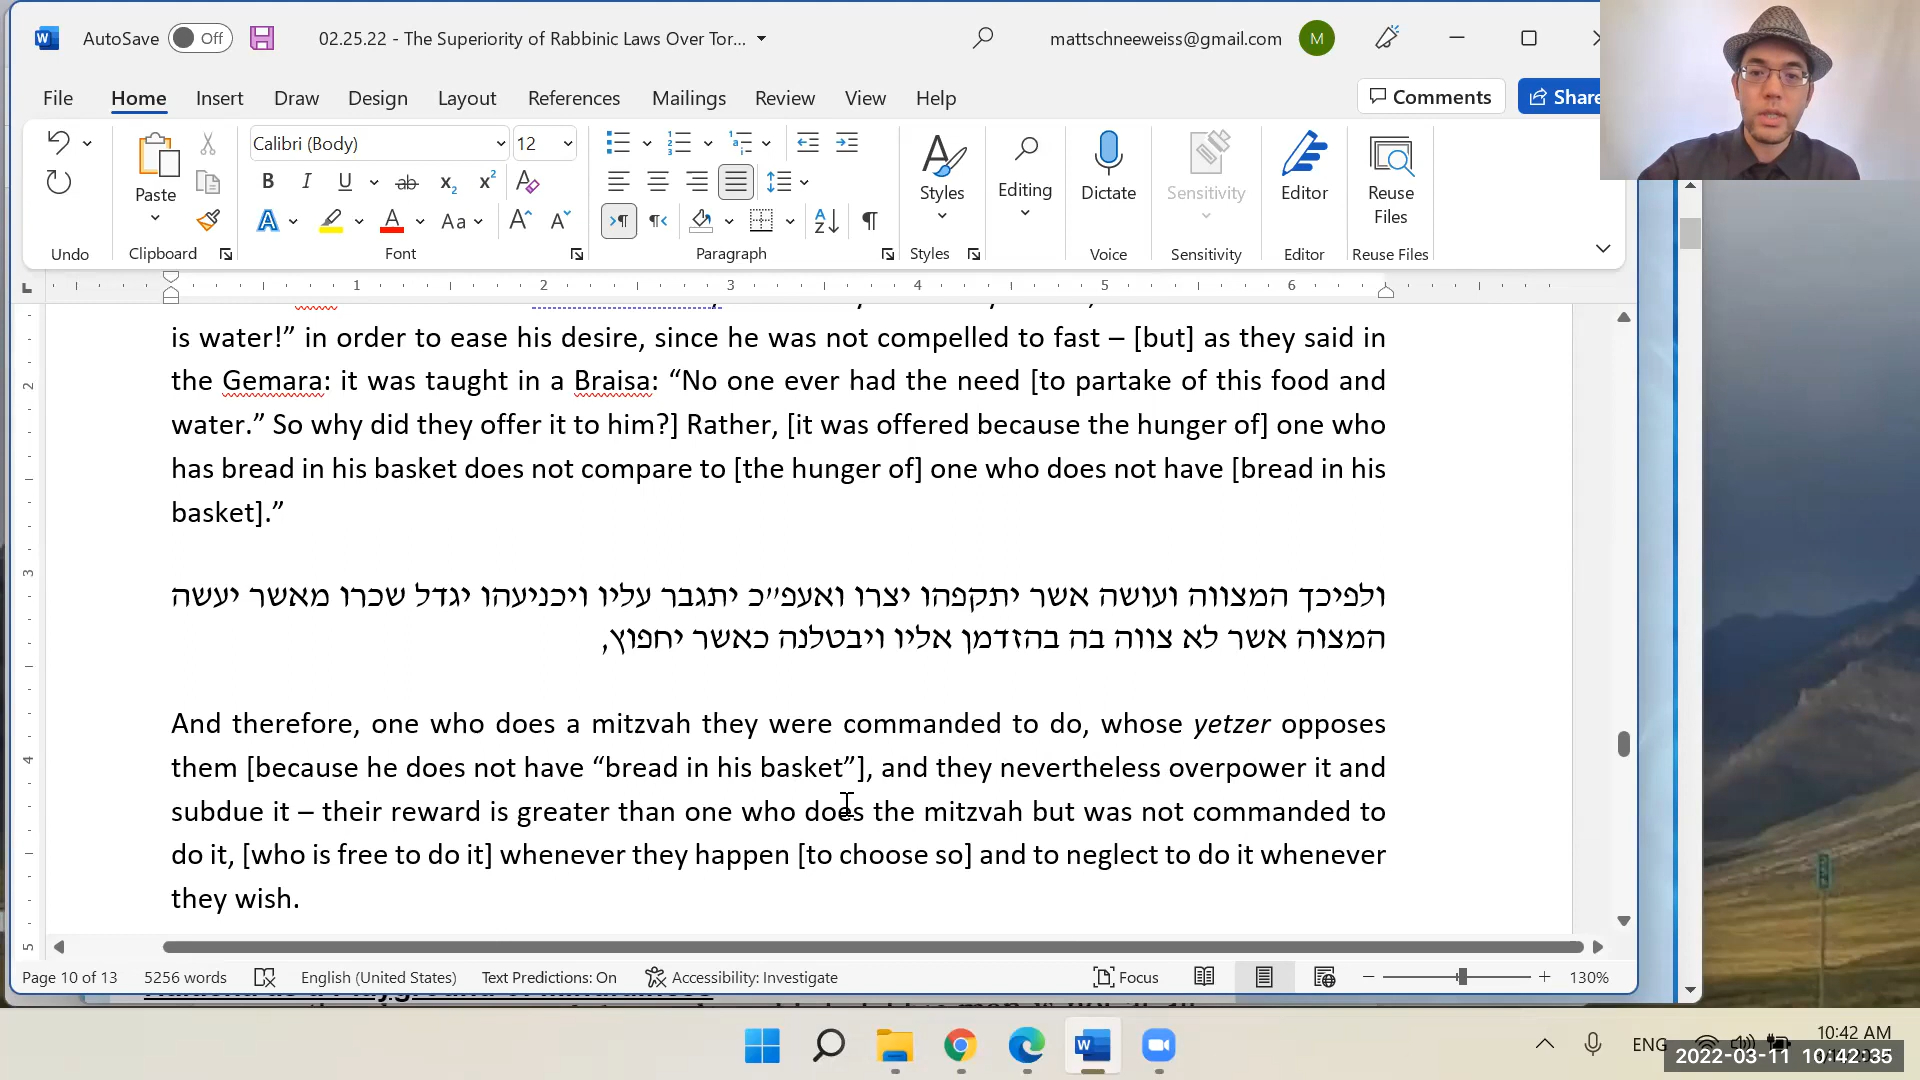 AutoSave Off 02.25.22 - The Superiority of Rabbinic Laws Over Tor... mattschneeweiss@gmail.com M
File Home Insert Draw Design Layout References Mailings Review View Help Comments Share
Calibri (Body) 12
Paste Styles Editing Dictate Sensitivity Editor Reuse
Files
Undo Clipboard Font Paragraph Styles Voice Sensitivity Editor Reuse Files
1 2 3 4 5 6
is water!” in order to ease his desire, since he was not compelled to fast – [but] as they said in
the Gemara: it was taught in a Braisa: “No one ever had the need [to partake of this food and
water.” So why did they offer it to him?] Rather, [it was offered because the hunger of] one who
has bread in his basket does not compare to [the hunger of] one who does not have [bread in his
basket].”
ולפיכך המצווה ועושה אשר יתקפהו יצרו ואעפ״כ יתגבר עליו ויכניעהו יגדל שכרו מאשר יעשה
המצוה אשר לא צווה בה בהזדמן אליו ויבטלנה כאשר יחפוץ,
And therefore, one who does a mitzvah they were commanded to do, whose yetzer opposes
them [because he does not have “bread in his basket”], and they nevertheless overpower it and
subdue it – their reward is greater than one who does the mitzvah but was not commanded to
do it, [who is free to do it] whenever they happen [to choose so] and to neglect to do it whenever
they wish.
2
3
4
5
Page 10 of 13 5256 words English (United States) Text Predictions: On Accessibility: Investigate Focus 130%
ENG 10:42 AM
2022-03-11 10:42:35